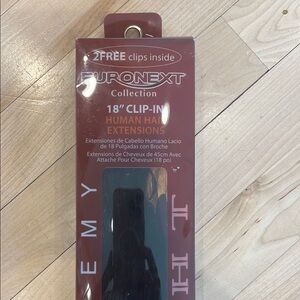 2FREE clips inside
EURONEXT
Collection
18" CLIP-IN
HUMAN HAIR
EXTENSIONS
Extensiones de Cabello Humano Lacio
de 18 Pulgadas con Broche
Extensions de Cheveux de 45cm Avec
Attache Pour Cheveux (18 po)
E M Y